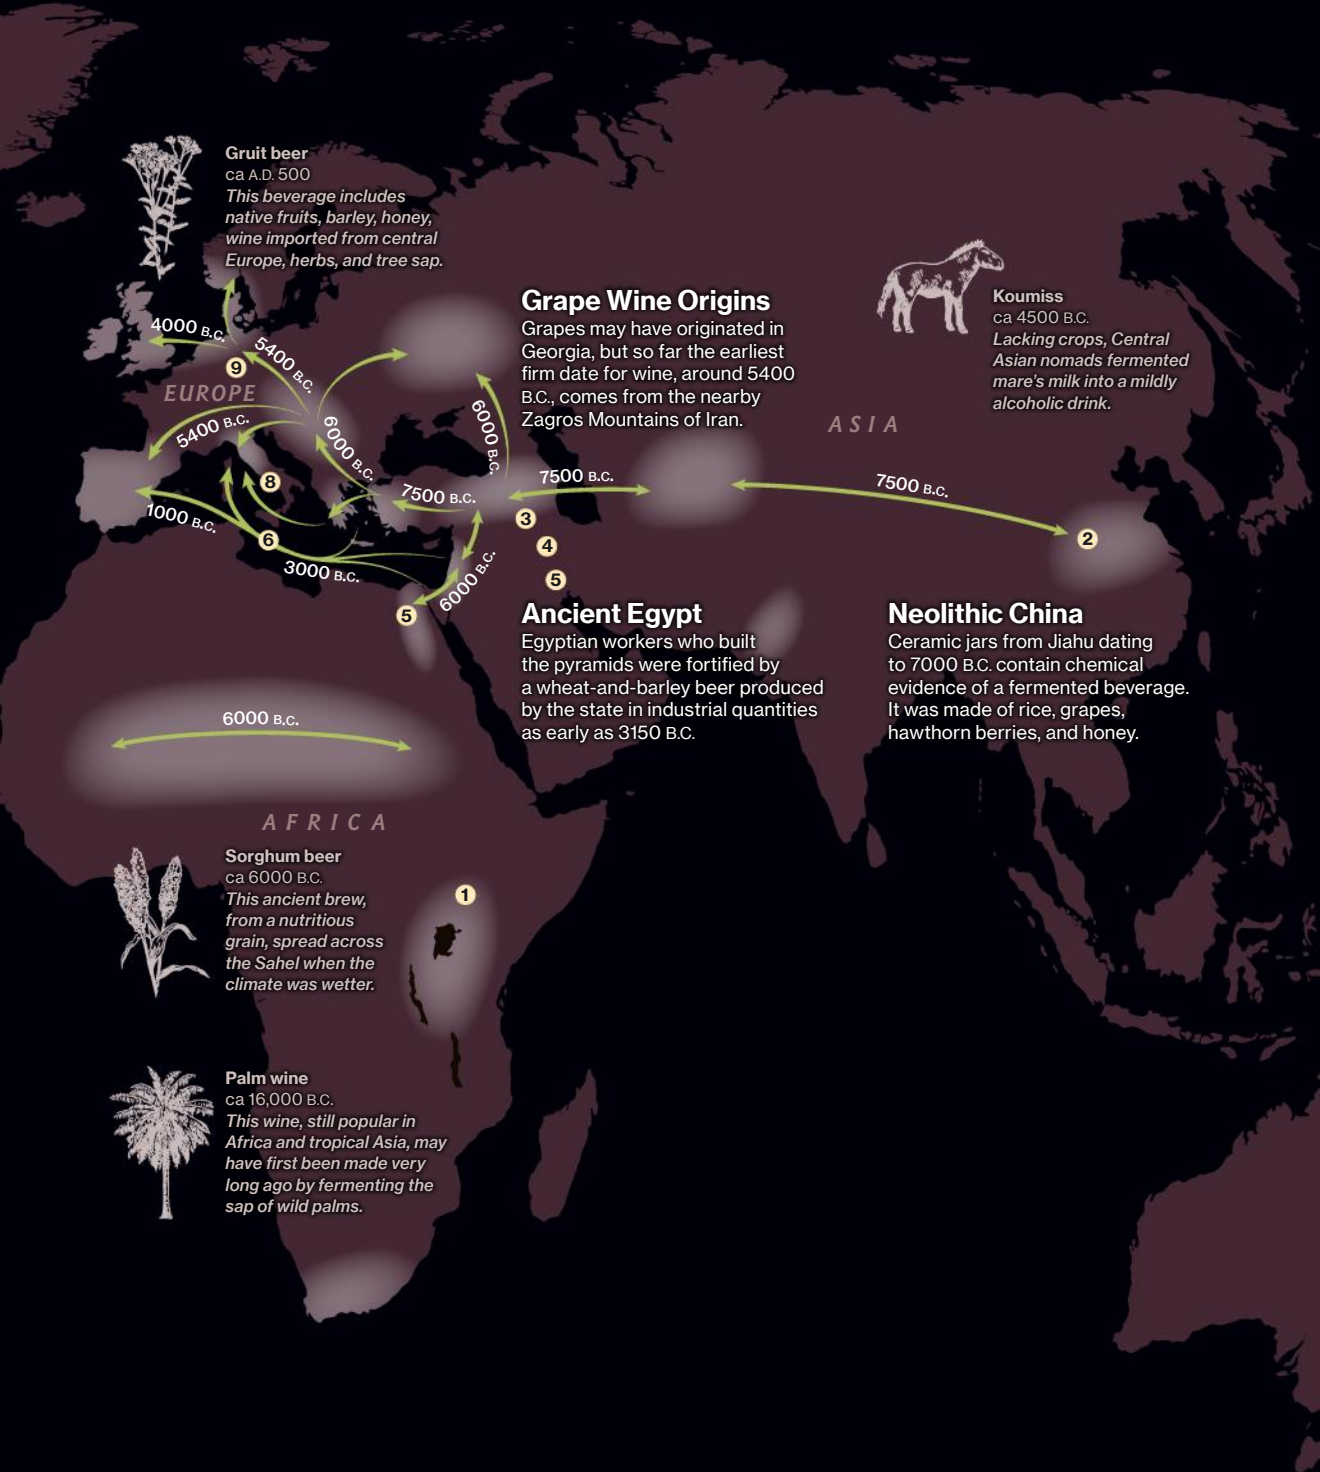 Gruit beer
ca A.D. 500
This beverage includes
native fruits, barley, honey,
wine imported from central
Europe, herbs, and tree sap.
Grape Wine Origins
Grapes may have originated in
Georgia, but so far the earliest
firm date for wine, around 5400
B.C., comes from the nearby
Zagros Mountains of Iran.
Koumiss
ca 4500 B.C.
Lacking crops, Central
Asian nomads fermented
mare's milk into a mildly
alcoholic drink.
4000 B.C.
5400 B.C.
9
EUROPE
5400 B.C.
6000 B.C.
6000 B.C.
ASIA
8
7500 B.C.
7500 B.C.
7500 B.C.
1000 B.C.
6
3000 B.C.
6000 B.C.
3
4
5
2
5
Ancient Egypt
Egyptian workers who built
the pyramids were fortified by
a wheat-and-barley beer produced
by the state in industrial quantities
as early as 3150 B.C.
Neolithic China
Ceramic jars from Jiahu dating
to 7000 B.C. contain chemical
evidence of a fermented beverage.
It was made of rice, grapes,
hawthorn berries, and honey.
6000 B.C.
AFRICA
Sorghum beer
ca 6000 B.C.
This ancient brew,
from a nutritious
grain, spread across
the Sahel when the
climate was wetter.
1
Palm wine
ca 16,000 B.C.
This wine, still popular in
Africa and tropical Asia, may
have first been made very
long ago by fermenting the
sap of wild palms.